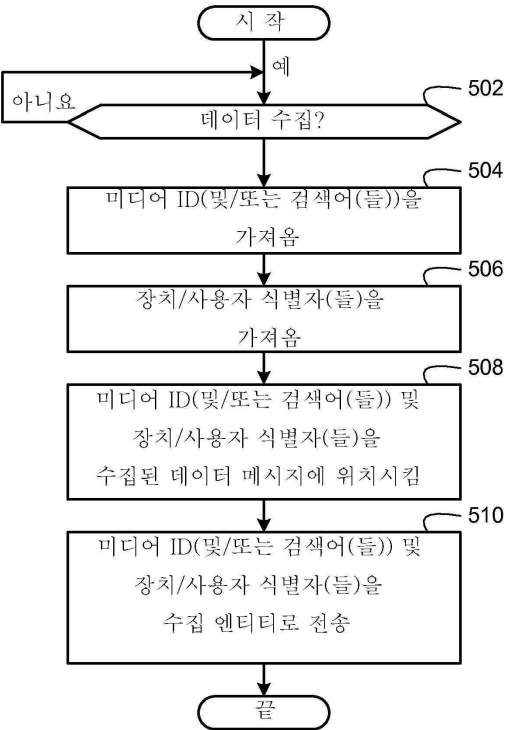 시 작
예
아니요
502
데이터 수집?
504
미디어 ID(및/또는 검색어(들))을
가져옴
506
장치/사용자 식별자(들)을
가져옴
508
미디어 ID(및/또는 검색어(들)) 및
장치/사용자 식별자(들)을
수집된 데이터 메시지에 위치시킴
510
미디어 ID(및/또는 검색어(들)) 및
장치/사용자 식별자(들)을
수집 엔티티로 전송
끝